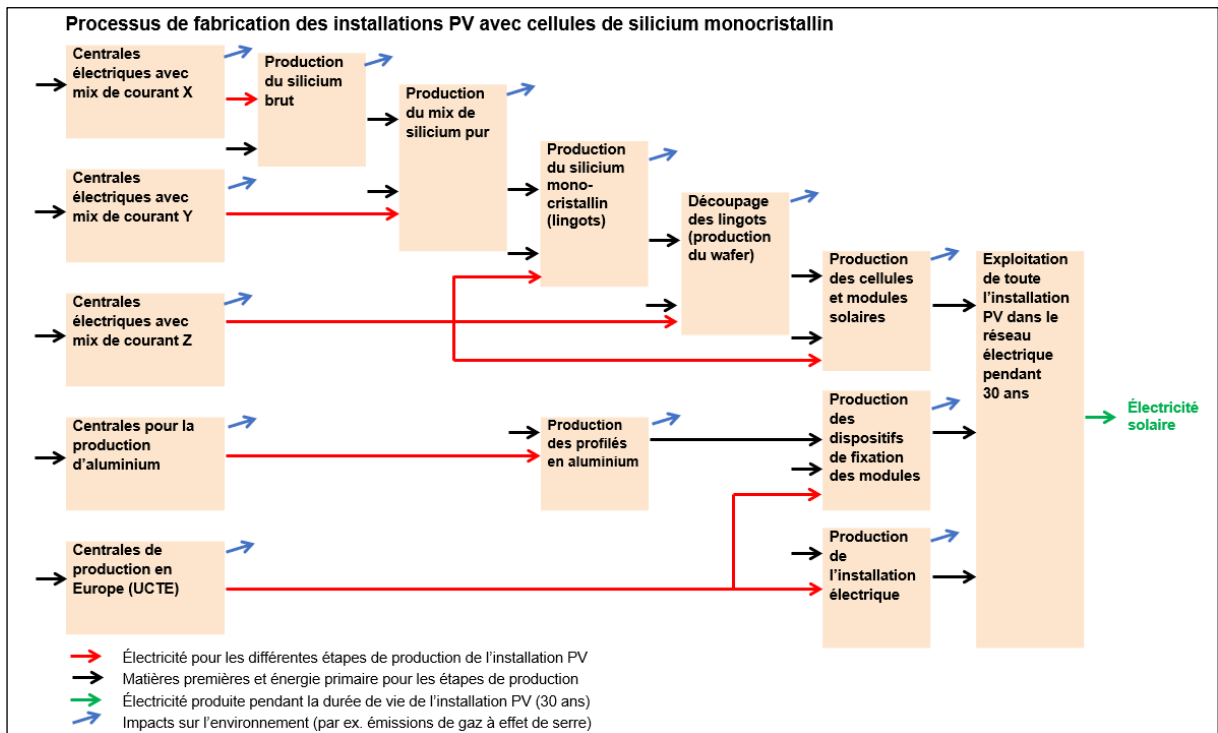 Processus de fabrication des installations PV avec cellules de silicium monocristallin
Centrales
électriques avec
mix de courant X
Production
du silicium
brut
Production
du mix de
silicium pur
Production
du silicium
mono-
cristallin
(lingots)
Découpage
des lingots
(production
du wafer)
Centrales
électriques avec
mix de courant Y
Centrales
électriques avec
mix de courant Z
Production
des cellules
et modules
solaires
Exploitation
de toute
l’installation
PV dans le
réseau
électrique
pendant
30 ans
Électricité
solaire
Centrales pour la
production
d’aluminium
Production
des profilés
en aluminium
Production
des
dispositifs
de fixation
des modules
Centrales de
production en
Europe (UCTE)
Production
de
l’installation
électrique
Électricité pour les différentes étapes de production de l’installation PV
Matières premières et énergie primaire pour les étapes de production
Électricité produite pendant la durée de vie de l’installation PV (30 ans)
Impacts sur l’environnement (par ex. émissions de gaz à effet de serre)